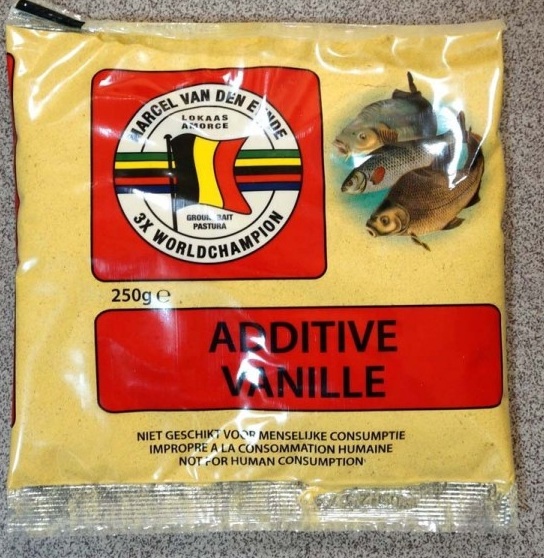 MARCEL VAN DEN EYNDE
LOKAAS
AMORCE
GROUNDBAIT
PASTURA
3X WORLDCHAMPION
250g ℮
ADDITIVE
VANILLE
NIET GESCHIKT VOOR MENSELIJKE CONSUMPTIE
IMPROPRE A LA CONSOMMATION HUMAINE
NOT FOR HUMAN CONSUMPTION